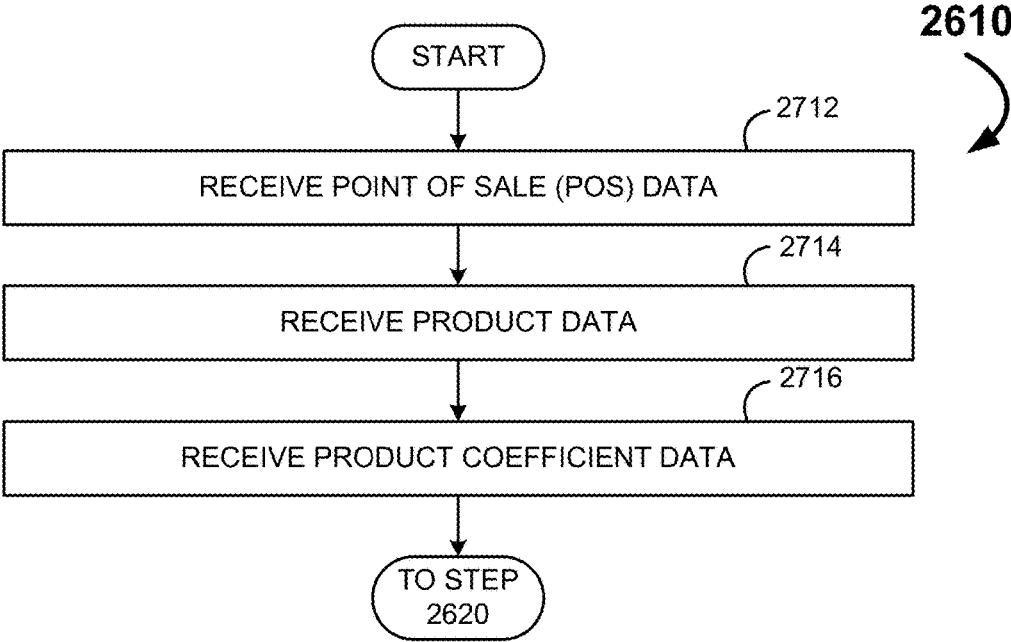 2610
START
2712
RECEIVE POINT OF SALE (POS) DATA
2714
RECEIVE PRODUCT DATA
2716
RECEIVE PRODUCT COEFFICIENT DATA
TO STEP
2620